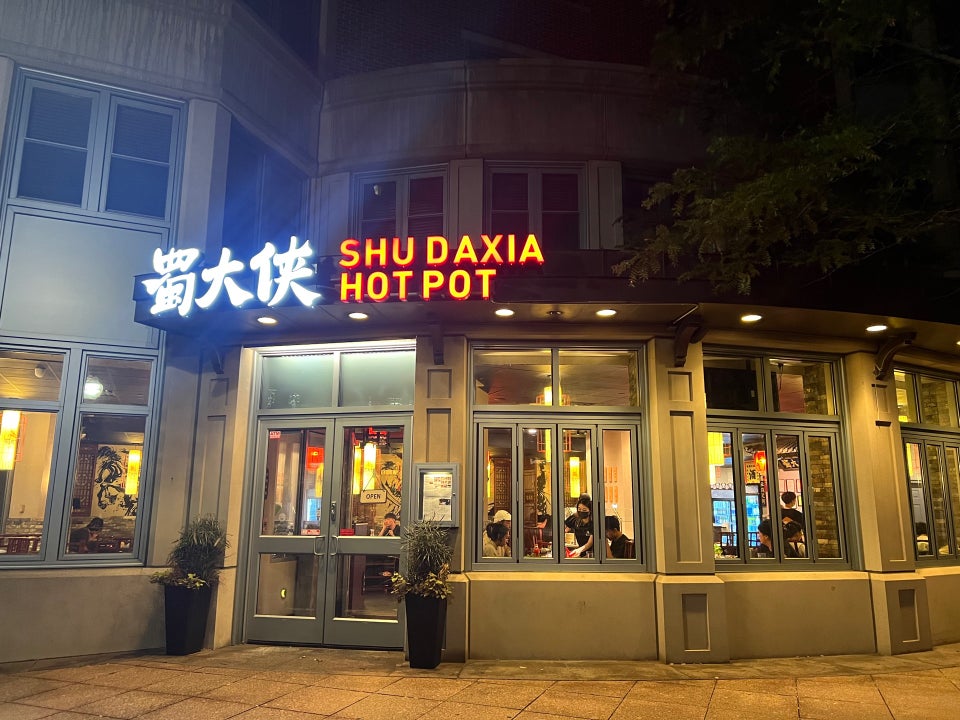 蜀大侠
SHU DAXIA
HOT POT
OPEN